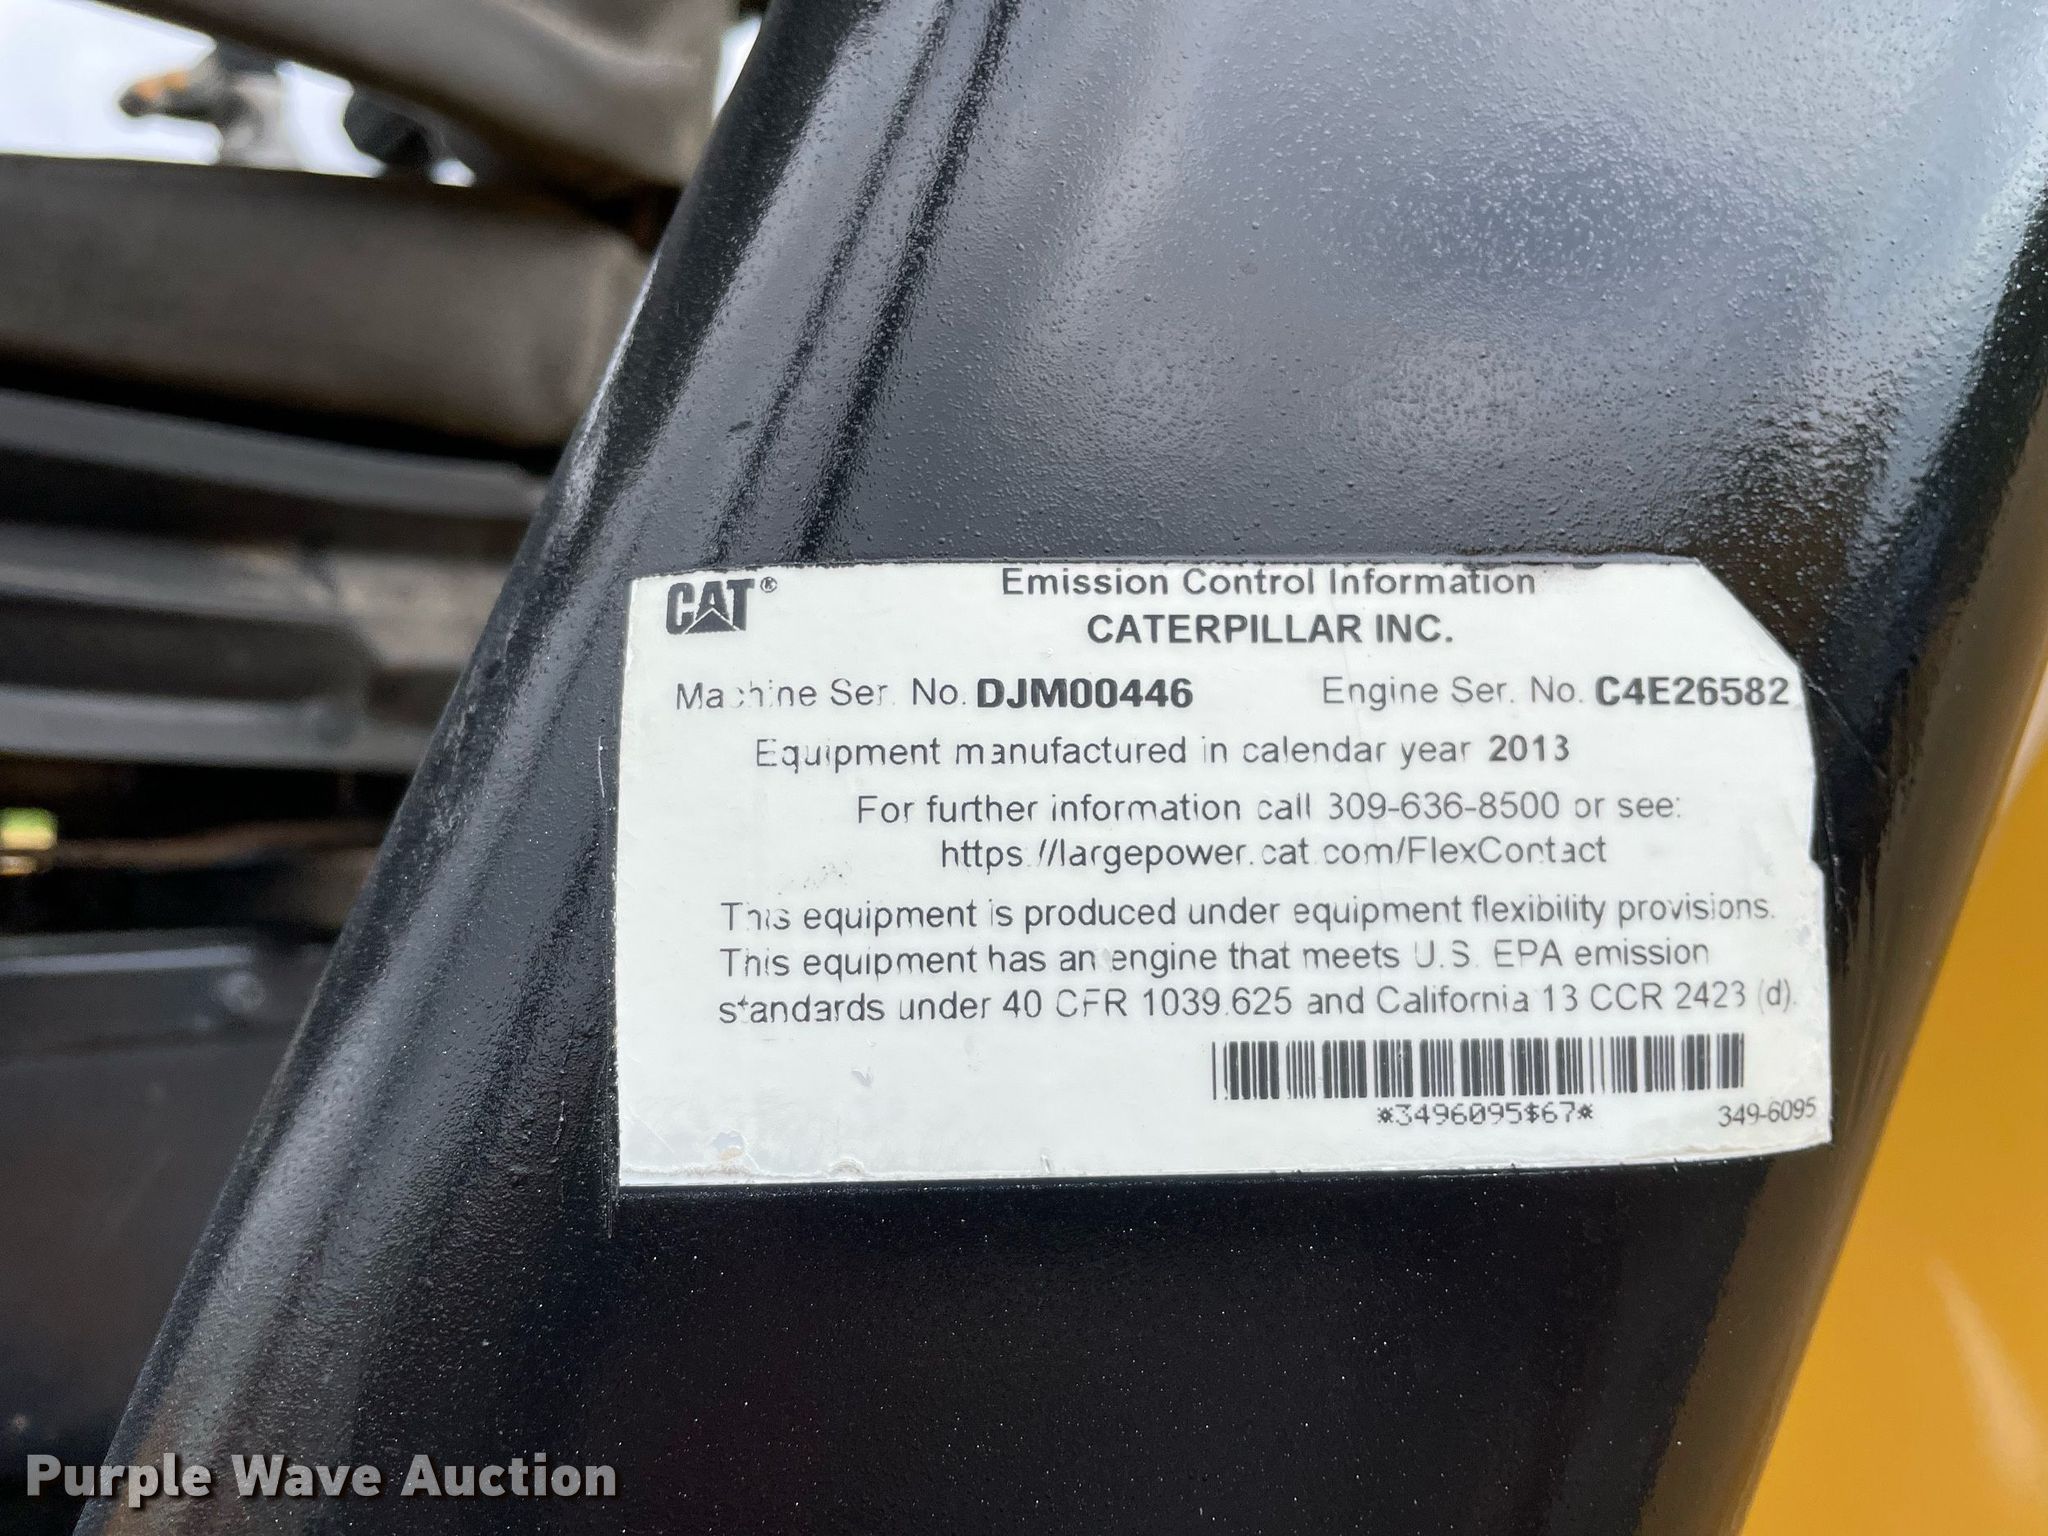 CAT®
Emission Control Information
CATERPILLAR INC.
Machine Ser. No. DJM00446 Engine Ser. No. C4E26582
Equipment manufactured in calendar year 2013
For further information call 309-636-8500 or see:
https://largepower.cat.com/FlexContact
This equipment is produced under equipment flexibility provisions.
This equipment has an engine that meets U.S. EPA emission
standards under 40 CFR 1039.625 and California 13 CCR 2423 (d).
*3496095$67*
349-6095
Purple Wave Auction